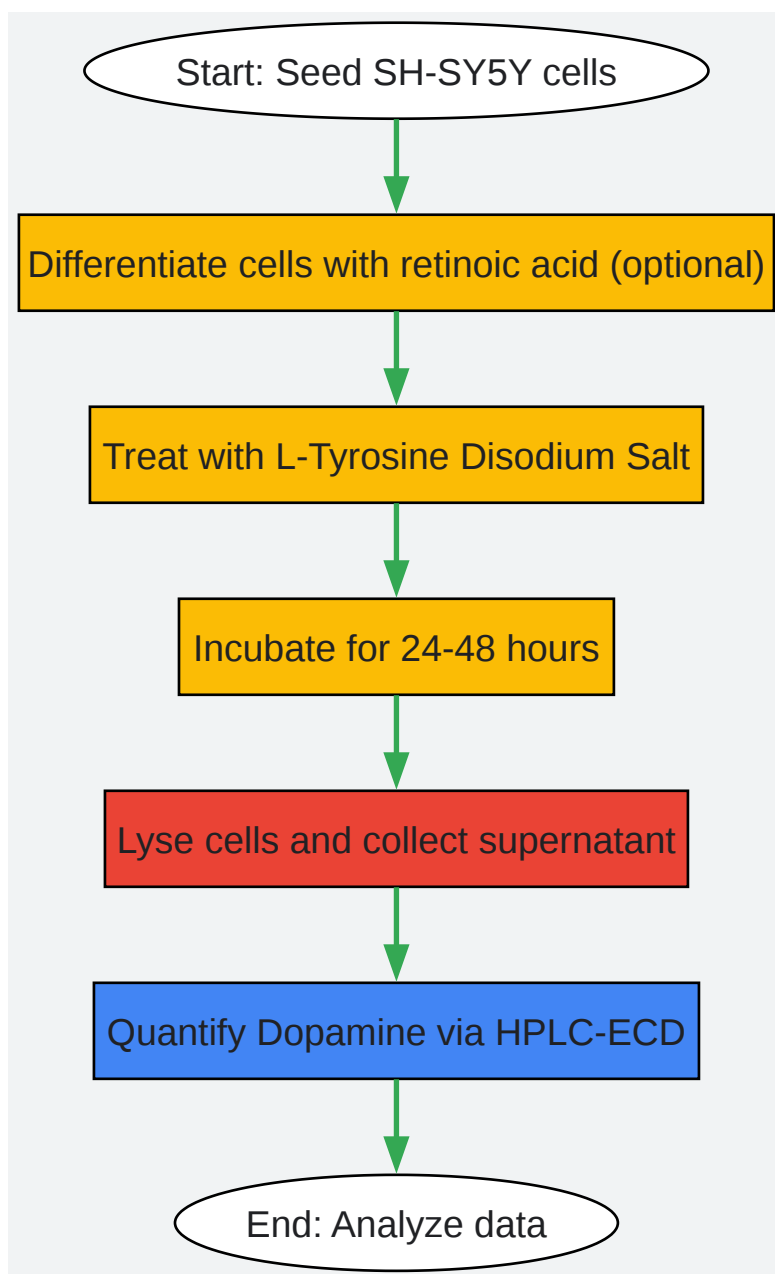 Start: Seed SH-SY5Y cells
Differentiate cells with retinoic acid (optional)
Treat with L-Tyrosine Disodium Salt
Incubate for 24-48 hours
Lyse cells and collect supernatant
Quantify Dopamine via HPLC-ECD
End: Analyze data